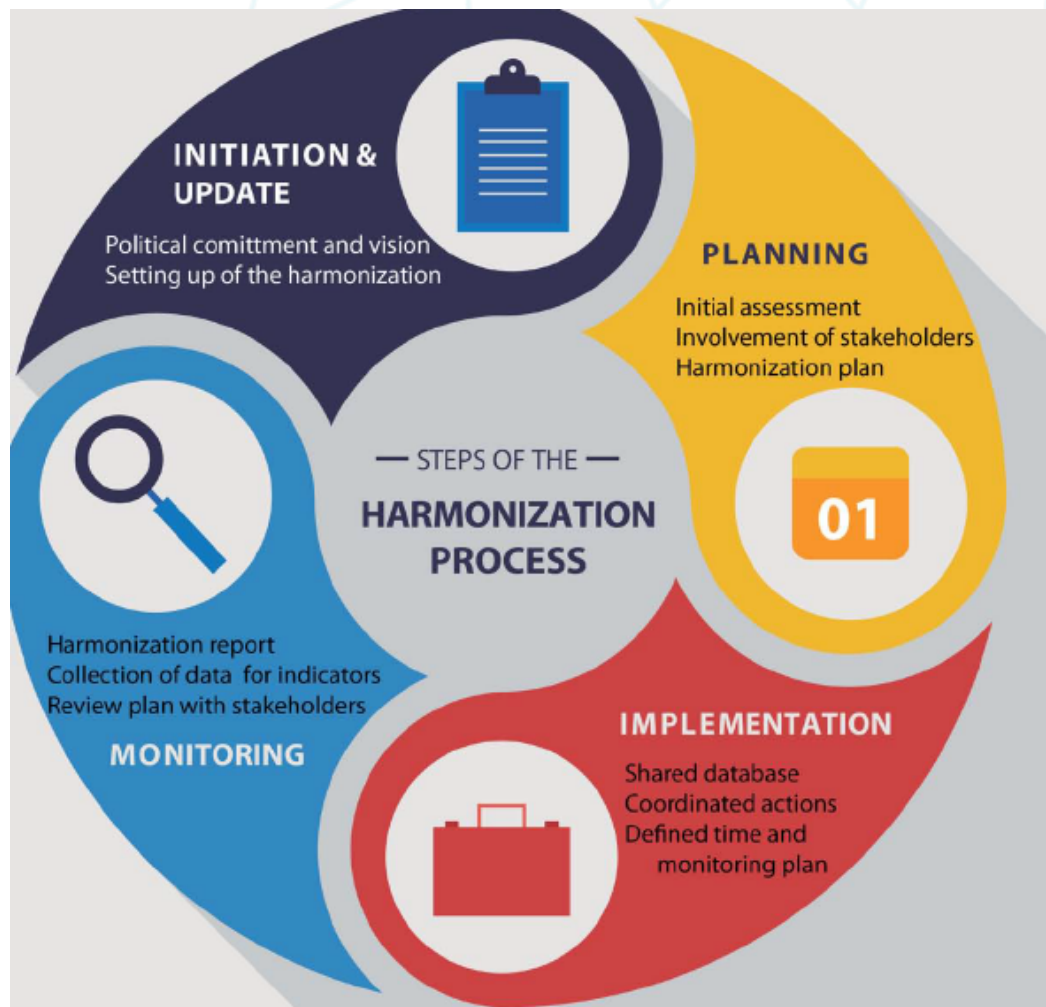 INITIATION &
UPDATE
Political comittment and vision
Setting up of the harmonization
PLANNING
Initial assessment
Involvement of stakeholders
Harmonization plan
01
STEPS OF THE
HARMONIZATION
PROCESS
IMPLEMENTATION
Shared database
Coordinated actions
Defined time and
monitoring plan
Harmonization report
Collection of data for indicators
Review plan with stakeholders
MONITORING